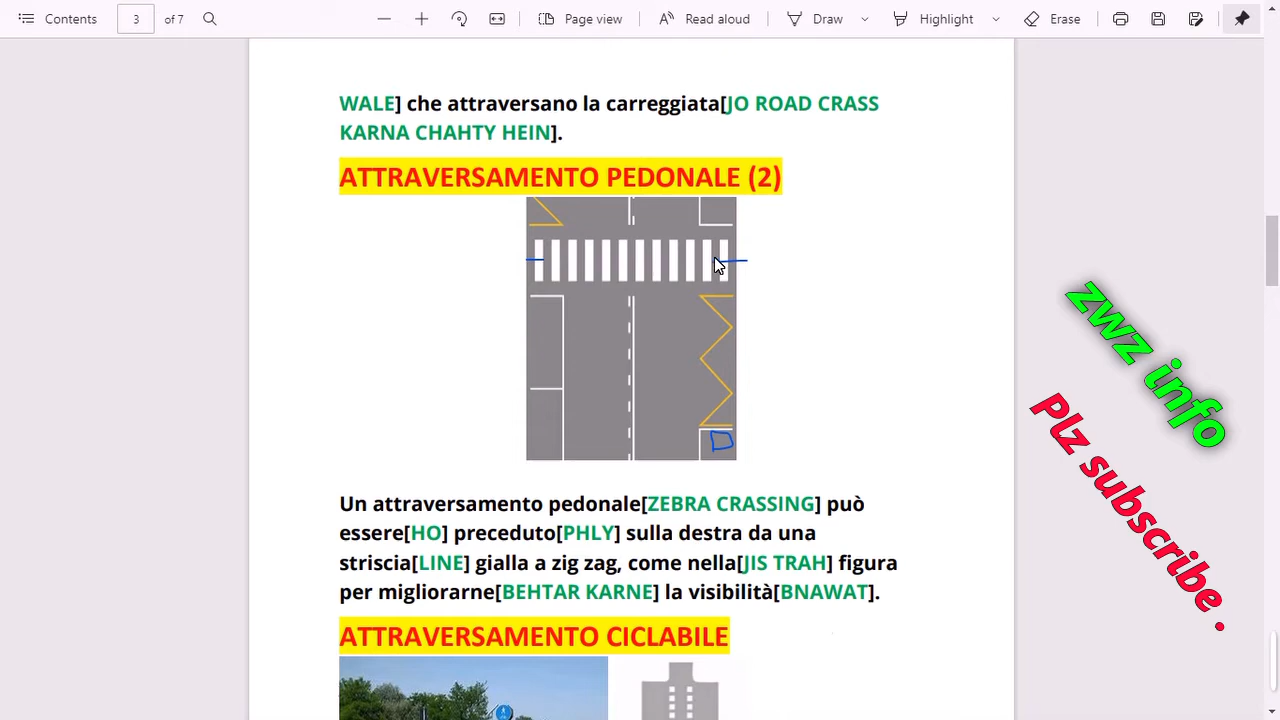 Contents
3
of 7
Page view
Read aloud
Draw
Highlight
Erase
WALE] che attraversano la carreggiata[JO ROAD CRASS
KARNA CHAHTY HEIN].
ATTRAVERSAMENTO PEDONALE (2)
Un attraversamento pedonale[ZEBRA CRASSING] può
essere[HO] preceduto[PHLY] sulla destra da una
striscia[LINE] gialla a zig zag, come nella[JIS TRAH] figura
per migliorarne[BEHTAR KARNE] la visibilità[BNAWAT].
ATTRAVERSAMENTO CICLABILE
zwz info
Plz subscribe .